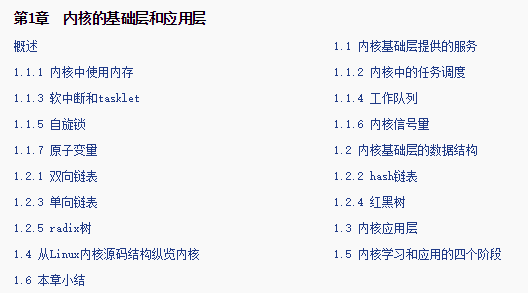 第1章 内核的基础层和应用层
概述
1.1 内核基础层提供的服务
1.1.1 内核中使用内存
1.1.2 内核中的任务调度
1.1.3 软中断和tasklet
1.1.4 工作队列
1.1.5 自旋锁
1.1.6 内核信号量
1.1.7 原子变量
1.2 内核基础层的数据结构
1.2.1 双向链表
1.2.2 hash链表
1.2.3 单向链表
1.2.4 红黑树
1.2.5 radix树
1.3 内核应用层
1.4 从Linux内核源码结构纵览内核
1.5 内核学习和应用的四个阶段
1.6 本章小结